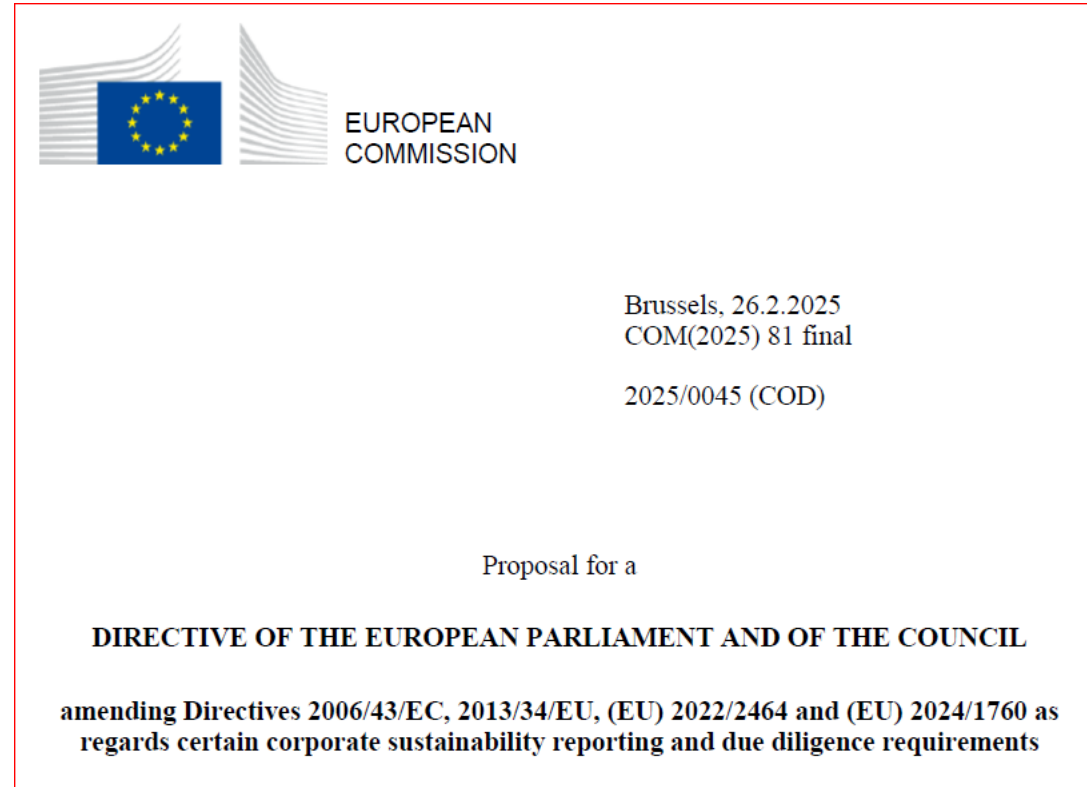 EUROPEAN
COMMISSION
Brussels, 26.2.2025
COM(2025) 81 final
2025/0045 (COD)
Proposal for a
DIRECTIVE OF THE EUROPEAN PARLIAMENT AND OF THE COUNCIL
amending Directives 2006/43/EC, 2013/34/EU, (EU) 2022/2464 and (EU) 2024/1760 as
regards certain corporate sustainability reporting and due diligence requirements